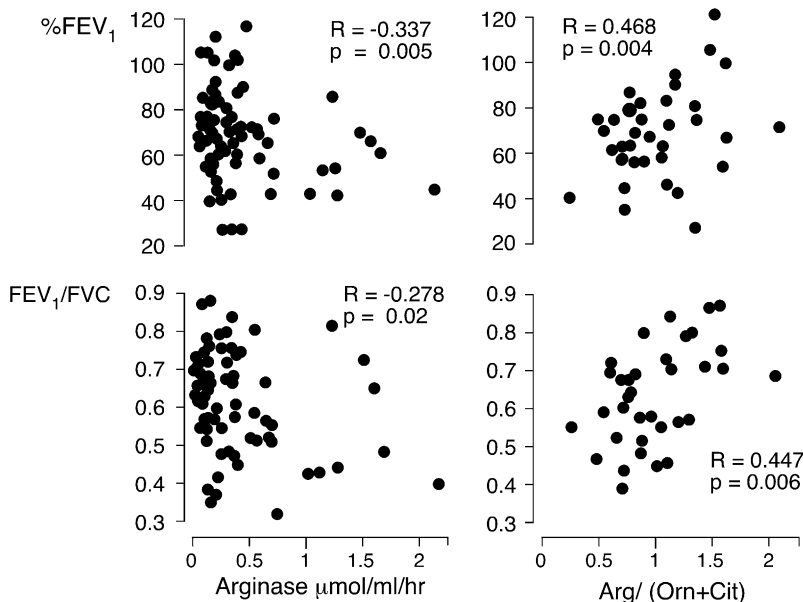 %FEV1
120
100
80
60
40
20
R = -0.337
p = 0.005
120
100
80
60
40
20
R = 0.468
p = 0.004
FEV1/FVC
0.9
0.8
0.7
0.6
0.5
0.4
0.3
R = -0.278
p = 0.02
0 0.5 1 1.5 2
Arginase μmol/ml/hr
0.9
0.8
0.7
0.6
0.5
0.4
0.3
R = 0.447
p = 0.006
0 0.5 1 1.5 2
Arg/ (Orn+Cit)